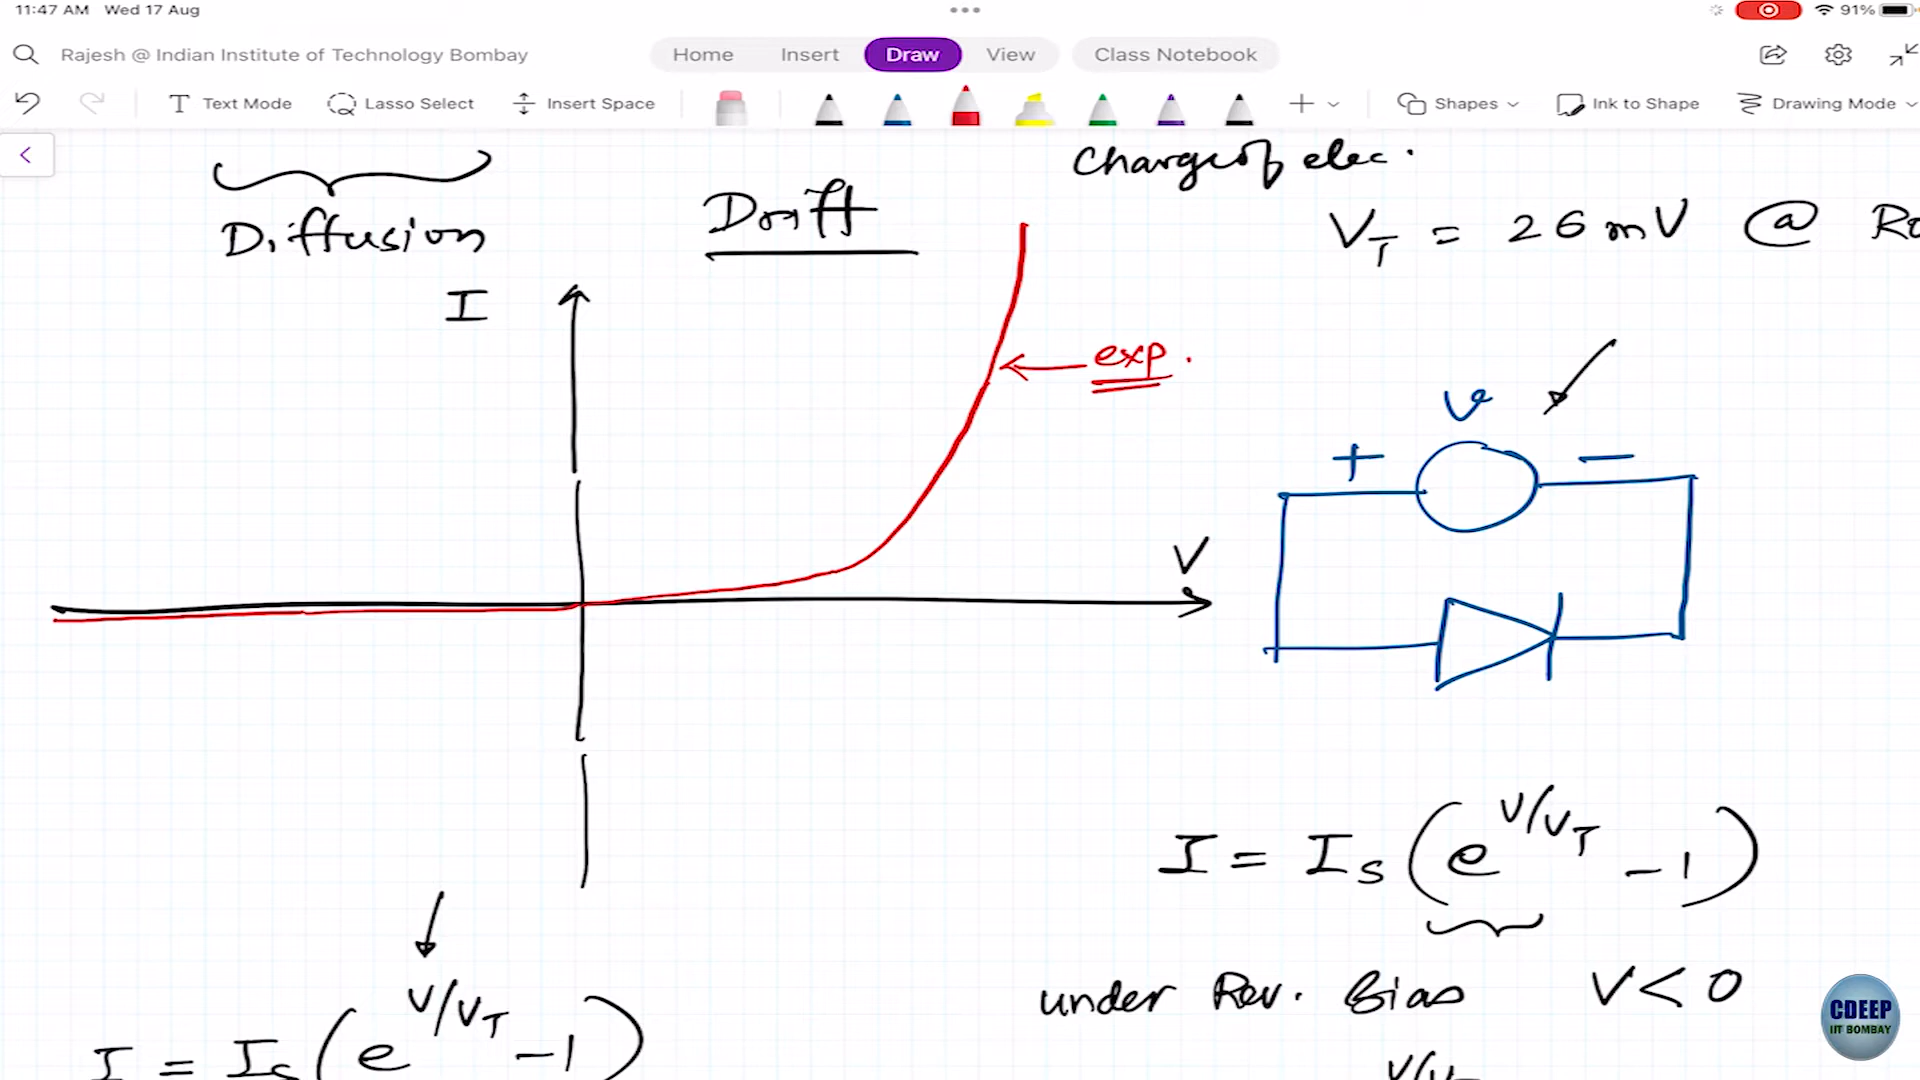 11:47 AM Wed 17 Aug
91%
Rajesh @ Indian Institute of Technology Bombay
Home Insert Draw View Class Notebook
Text Mode Lasso Select Insert Space Shapes Ink to Shape Drawing Mode
Charge of elec.
Diffusion Drift
V_T = 26 mV @
I
exp.
V
+ −
V
I = I_S (e^{V/V_T} − 1)
under Rev. Bias V < 0
I = I_S (e^{V/V_T} − 1)
V/V_T
CDEEP
IIT BOMBAY